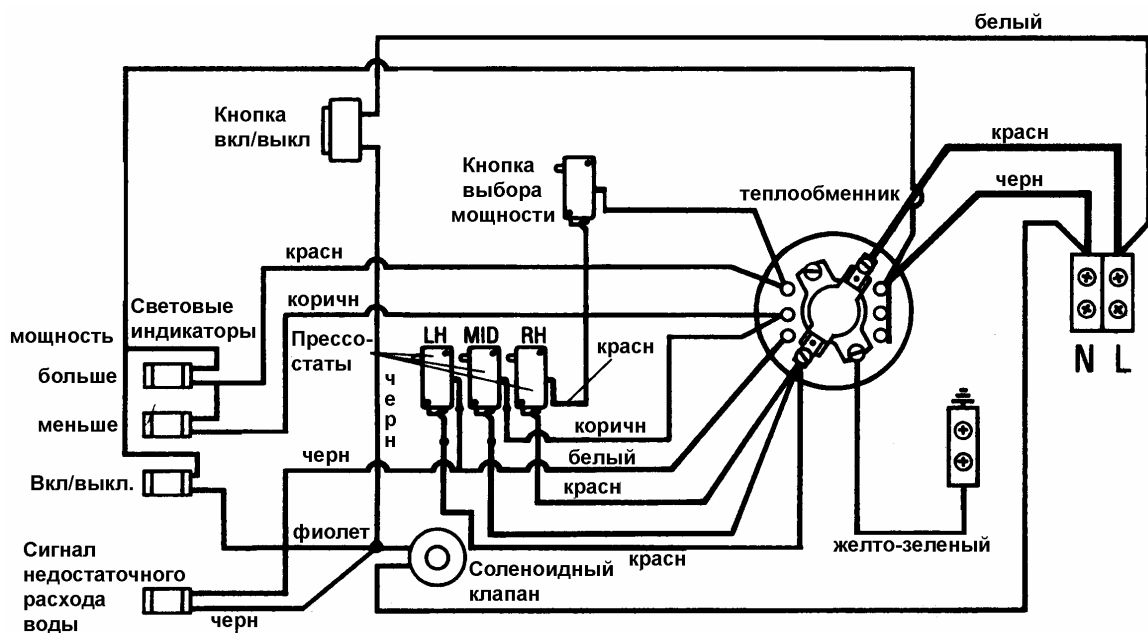 белый
Кнопка
вкл/выкл
красн
Кнопка
выбора
мощности
черн
теплообменник
красн
коричн
Световые
индикаторы
мощность
больше
меньше
Прессо-
статы
LH
MID
RH
красн
N
L
черн
коричн
черн
белый
Вкл/выкл.
красн
фиолет
желто-зеленый
красн
Соленоидный
клапан
Сигнал
недостаточного
расхода
воды
черн